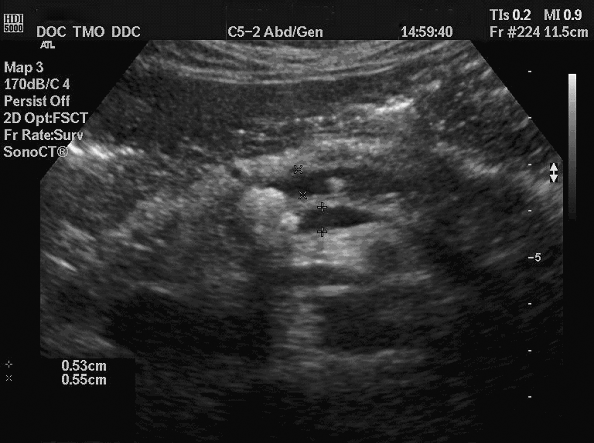 HDI
5000
DOC TMO DDC
ATL
C5-2 Abd/Gen
14:59:40
TIs 0.2 MI 0.9
Fr #224 11.5cm
Map 3
170dB/C 4
Persist Off
2D Opt:FSCT
Fr Rate:Surv
SonoCT®
-5
0.53cm
0.55cm